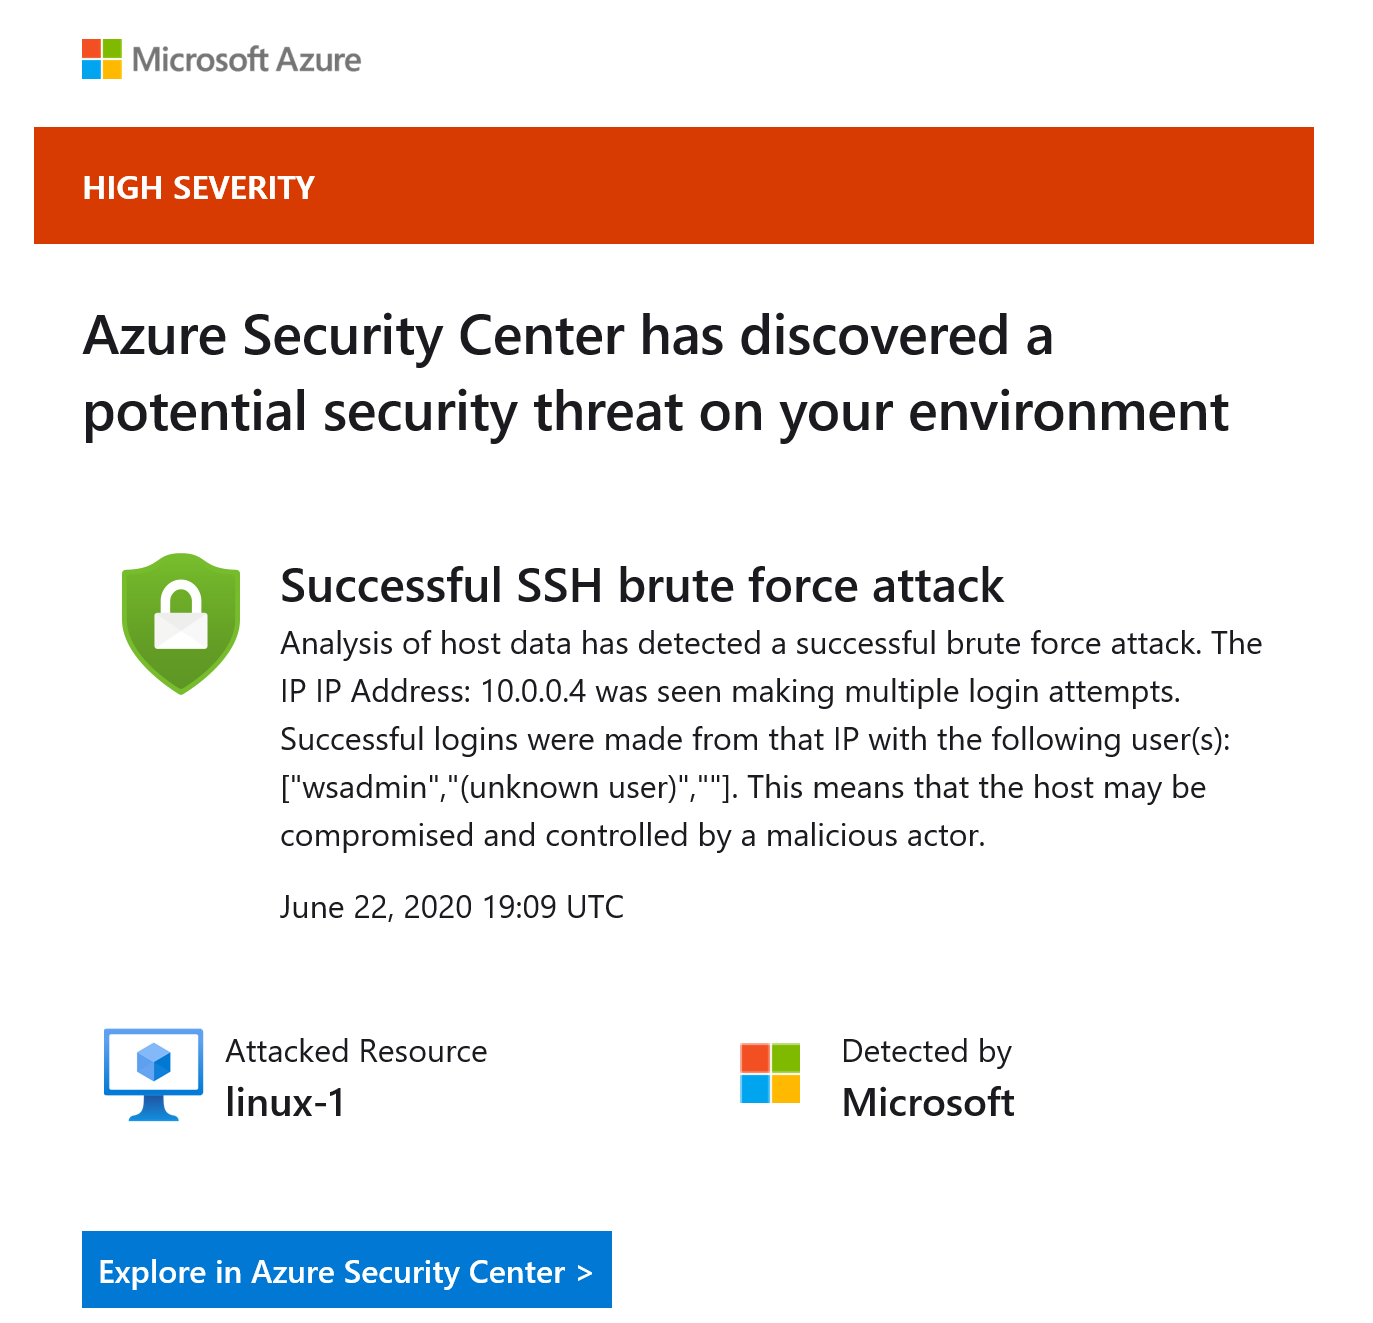 Microsoft Azure
HIGH SEVERITY
Azure Security Center has discovered a
potential security threat on your environment
Successful SSH brute force attack
Analysis of host data has detected a successful brute force attack. The
IP IP Address: 10.0.0.4 was seen making multiple login attempts.
Successful logins were made from that IP with the following user(s):
["wsadmin","(unknown user)",""]. This means that the host may be
compromised and controlled by a malicious actor.
June 22, 2020 19:09 UTC
Attacked Resource
linux-1
Detected by
Microsoft
Explore in Azure Security Center >